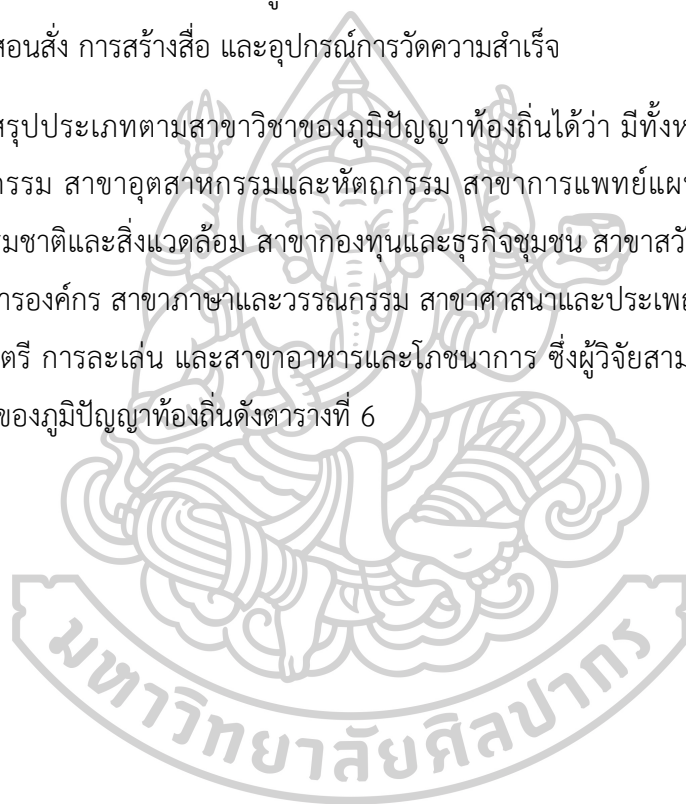 สอนสั่ง การสร้างสื่อ และอุปกรณ์การวัดความสำเร็จ
สรุปประเภทตามสาขาวิชาของภูมิปัญญาท้องถิ่นได้ว่า มีทั้งห
กรรม สาขาอุตสาหกรรมและหัตถกรรม สาขาการแพทย์แผ
รมชาติและสิ่งแวดล้อม สาขากองทุนและธุรกิจชุมชน สาขาสวั
ารองค์กร สาขาภาษาและวรรณกรรม สาขาศาสนาและประเพ
ตรี การละเล่น และสาขาอาหารและโภชนาการ ซึ่งผู้วิจัยสาม
ของภูมิปัญญาท้องถิ่นดังตารางที่ 6
มหาวิทยาลัยศิลปากร